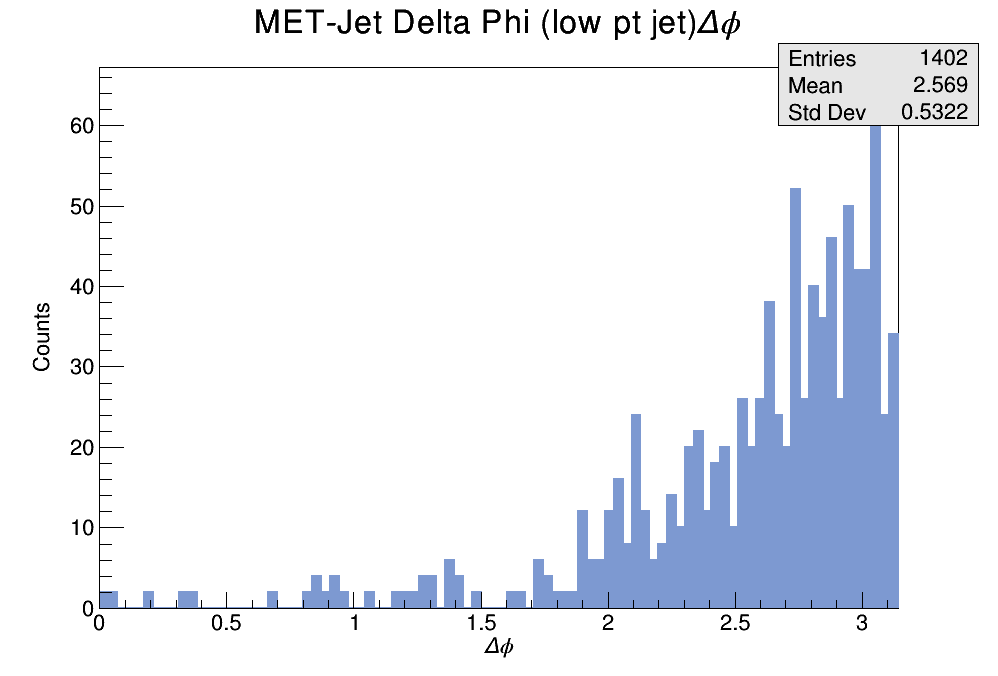 MET-Jet Delta Phi (low pt jet)Δϕ
Entries 1402
Mean 2.569
Std Dev 0.5322
60
50
40
30
20
10
0
Counts
0 0.5 1 1.5 2 2.5 3
Δϕ